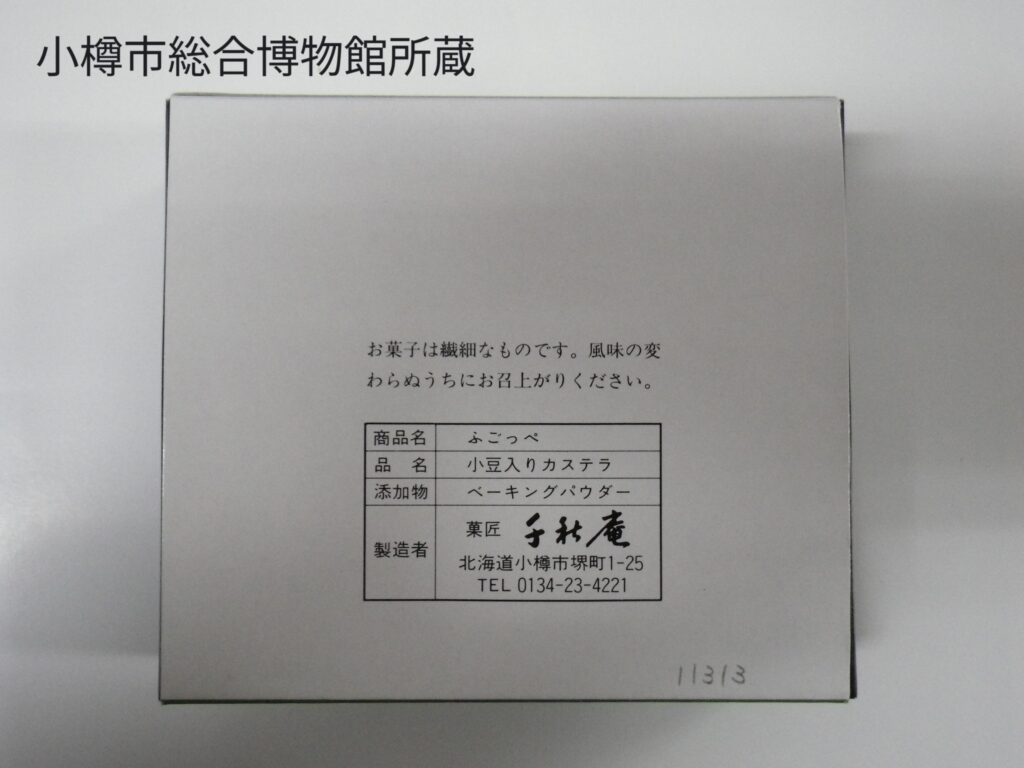 小樽市総合博物館所蔵
お菓子は繊細なものです。風味の変
わらぬうちにお召上がりください。
商品名 ふごっぺ
品 名 小豆入りカステラ
添加物 ベーキングパウダー
製造者 菓匠 千秋庵
北海道小樽市堺町1-25
TEL 0134-23-4221
11313